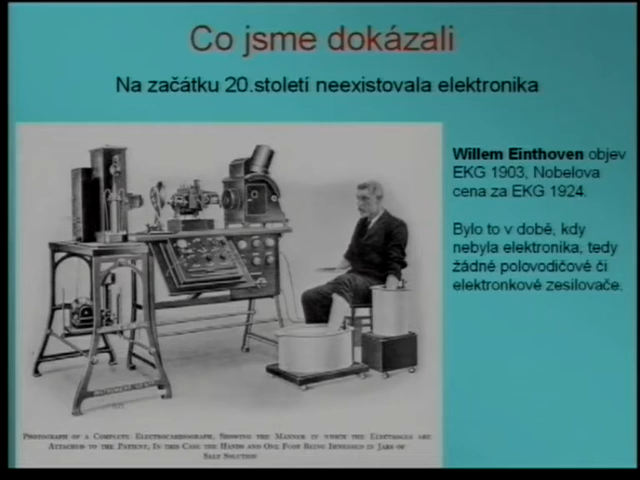 Co jsme dokázali
Na začátku 20.století neexistovala elektronika
Willem Einthoven objev
EKG 1903, Nobelova
cena za EKG 1924.
Bylo to v době, kdy
nebyla elektronika, tedy
žádné polovodičové či
elektronkové zesilovače.
Photograph of a Complete Electrocardiograph, Showing the Manner in which the Electrodes are
Attached to the Patient, In this Case the Hands and One Foot Being Immersed in Jars of
Salt Solution